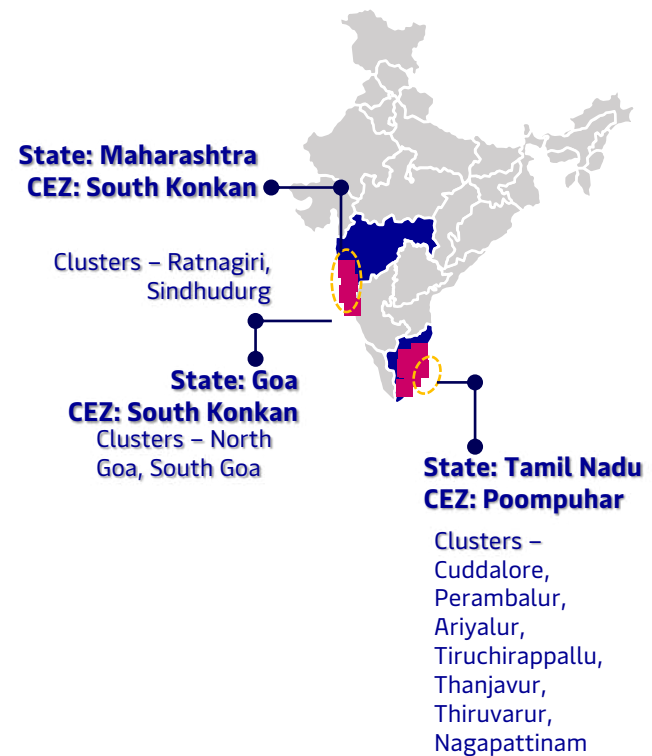 State: Maharashtra
CEZ: South Konkan
Clusters – Ratnagiri,
Sindhudurg
State: Goa
CEZ: South Konkan
Clusters – North
Goa, South Goa
State: Tamil Nadu
CEZ: Poompuhar
Clusters –
Cuddalore,
Perambalur,
Ariyalur,
Tiruchirappallu,
Thanjavur,
Thiruvarur,
Nagapattinam